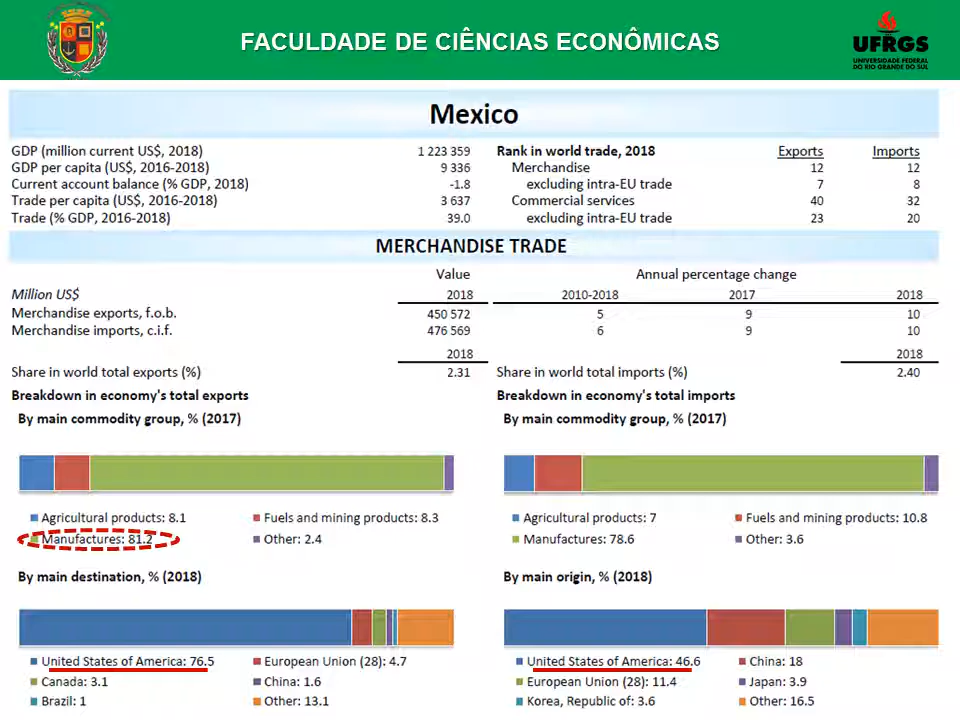 FACULDADE DE CIÊNCIAS ECONÔMICAS
UFRGS
UNIVERSIDADE FEDERAL
DO RIO GRANDE DO SUL
Mexico
GDP (million current US$, 2018) 1 223 359
GDP per capita (US$, 2016-2018) 9 336
Current account balance (% GDP, 2018) -1.8
Trade per capita (US$, 2016-2018) 3 637
Trade (% GDP, 2016-2018) 39.0
Rank in world trade, 2018 Exports Imports
Merchandise 12 12
excluding intra-EU trade 7 8
Commercial services 40 32
excluding intra-EU trade 23 20
MERCHANDISE TRADE
Value Annual percentage change
Million US$ 2018 2010-2018 2017 2018
Merchandise exports, f.o.b. 450 572 5 9 10
Merchandise imports, c.i.f. 476 569 6 9 10
2018 2018
Share in world total exports (%) 2.31 Share in world total imports (%) 2.40
Breakdown in economy's total exports
By main commodity group, % (2017)
Agricultural products: 8.1 Fuels and mining products: 8.3
Manufactures: 81.2 Other: 2.4
By main destination, % (2018)
United States of America: 76.5 European Union (28): 4.7
Canada: 3.1 China: 1.6
Brazil: 1 Other: 13.1
Breakdown in economy's total imports
By main commodity group, % (2017)
Agricultural products: 7 Fuels and mining products: 10.8
Manufactures: 78.6 Other: 3.6
By main origin, % (2018)
United States of America: 46.6 China: 18
European Union (28): 11.4 Japan: 3.9
Korea, Republic of: 3.6 Other: 16.5